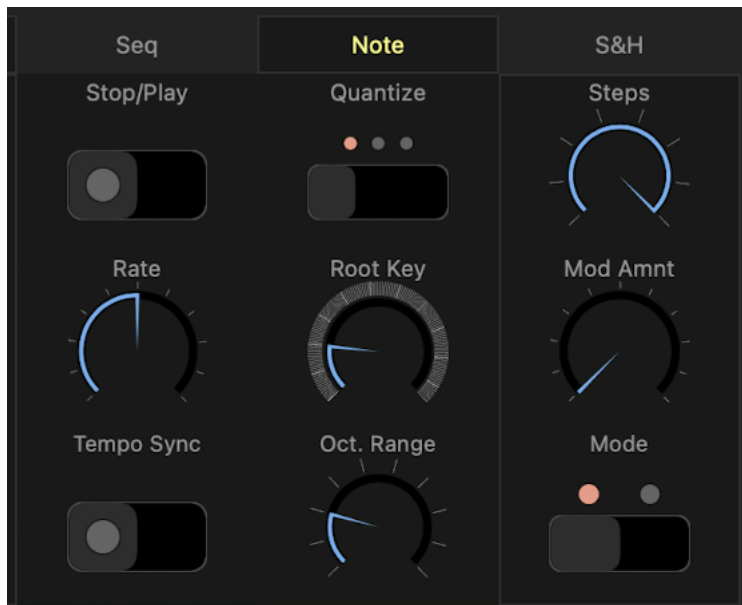 Seq Note S&H
Stop/Play Quantize Steps
Rate Root Key Mod Amnt
Tempo Sync Oct. Range Mode